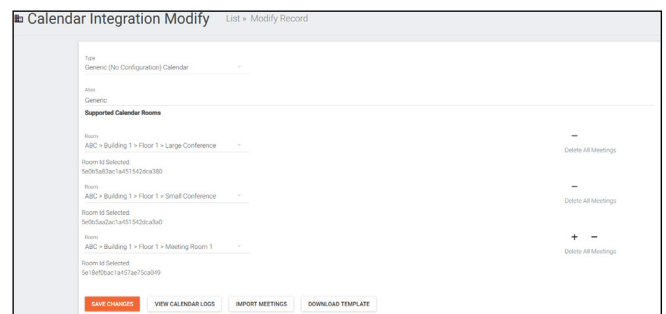 Calendar Integration Modify List » Modify Record
Type
Generic (No Configuration) Calendar
Alias
Generic
Supported Calendar Rooms
Room
ABC > Building 1 > Floor 1 > Large Conference
Delete All Meetings
Room Id Selected:
5e0b5a83ac1a451542dca380
Room
ABC > Building 1 > Floor 1 > Small Conference
Delete All Meetings
Room Id Selected:
5e0b5aa2ac1a451542dca3a0
Room
ABC > Building 1 > Floor 1 > Meeting Room 1
+ −
Delete All Meetings
Room Id Selected:
5e18ef0bac1a457ae75ca049
SAVE CHANGES VIEW CALENDAR LOGS IMPORT MEETINGS DOWNLOAD TEMPLATE